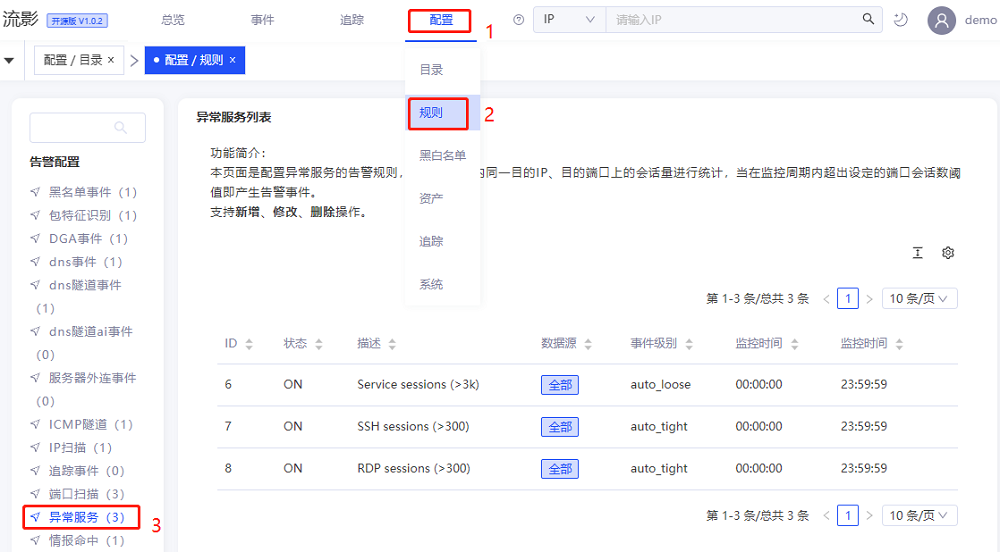 流影 开源版 V1.0.2 总览 事件 追踪 配置 1 IP 请输入IP demo
配置 / 目录 × 配置 / 规则 ×
目录
规则 2
黑白名单
资产
追踪
系统
告警配置
黑名单事件（1）
包特征识别（1）
DGA事件（1）
dns事件（1）
dns隧道事件
（1）
dns隧道ai事件
（0）
服务器外连事件
（0）
ICMP隧道（1）
IP扫描（1）
追踪事件（0）
端口扫描（3）
异常服务（3） 3
情报命中（1）
异常服务列表
功能简介：
本页面是配置异常服务的告警规则， 同一目的IP、目的端口上的会话量进行统计，当在监控周期内超出设定的端口会话数阈
值即产生告警事件。
支持新增、修改、删除操作。
第 1-3 条/总共 3 条 < 1 > 10 条/页
ID 状态 描述 数据源 事件级别 监控时间 监控时间
6 ON Service sessions (>3k) 全部 auto_loose 00:00:00 23:59:59
7 ON SSH sessions (>300) 全部 auto_tight 00:00:00 23:59:59
8 ON RDP sessions (>300) 全部 auto_tight 00:00:00 23:59:59
第 1-3 条/总共 3 条 < 1 > 10 条/页